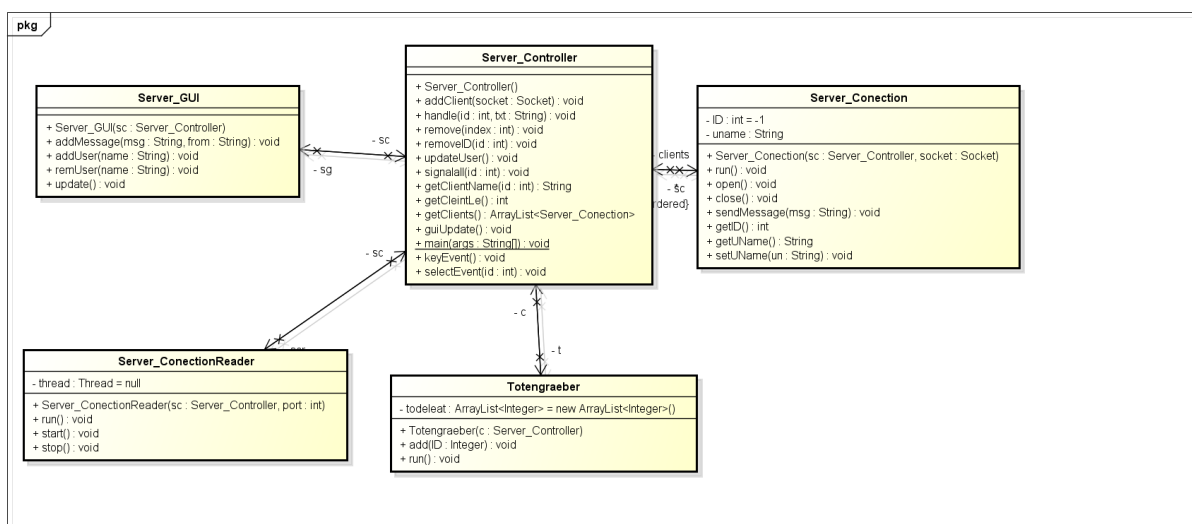 pkg
Server_Controller
+ Server_Controller()
+ addClient(socket : Socket) : void
+ handle(id : int, txt : String) : void
+ remove(index : int) : void
+ removeID(id : int) : void
+ updateUser() : void
+ signalall(id : int) : void
+ getClientName(id : int) : String
+ getCleintLe() : int
+ getClients() : ArrayList<Server_Conection>
+ guiUpdate() : void
+ main(args : String[]) : void
+ keyEvent() : void
+ selectEvent(id : int) : void
Server_GUI
+ Server_GUI(sc : Server_Controller)
+ addMessage(msg : String, from : String) : void
+ addUser(name : String) : void
+ remUser(name : String) : void
+ update() : void
- sc
- sg
Server_Conection
- ID : int = -1
- uname : String
+ Server_Conection(sc : Server_Controller, socket : Socket)
+ run() : void
+ open() : void
+ close() : void
+ sendMessage(msg : String) : void
+ getID() : int
+ getUName() : String
+ setUName(un : String) : void
clients
*
- sc
rdered}
- sc
- c
- t
Server_ConectionReader
- thread : Thread = null
+ Server_ConectionReader(sc : Server_Controller, port : int)
+ run() : void
+ start() : void
+ stop() : void
Totengraeber
- todeleat : ArrayList<Integer> = new ArrayList<Integer>()
+ Totengraeber(c : Server_Controller)
+ add(ID : Integer) : void
+ run() : void